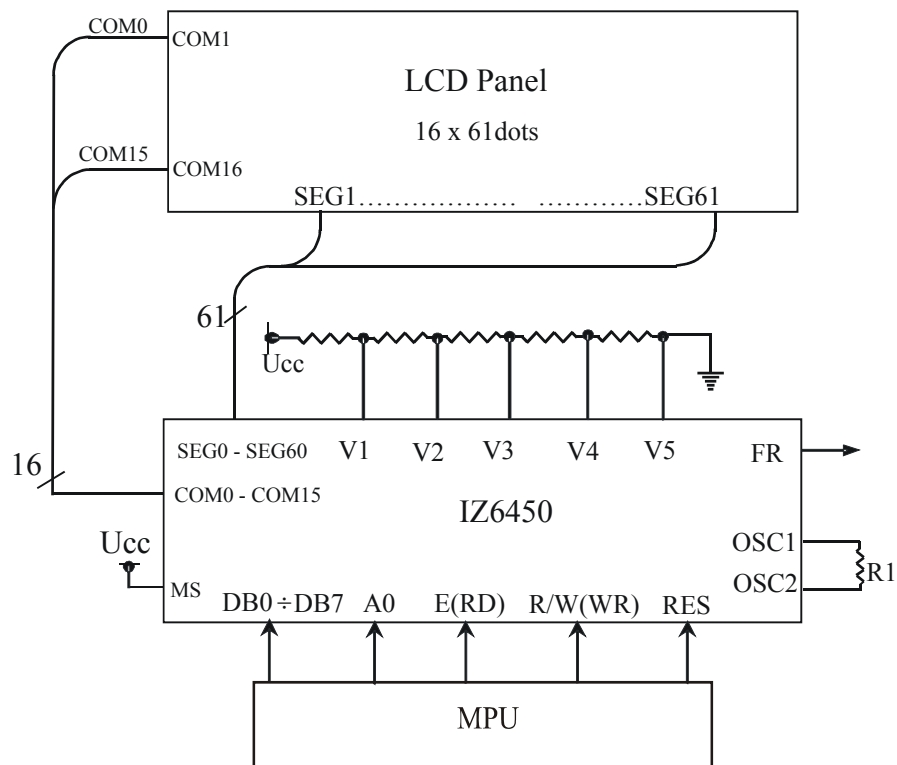 COM0
COM1
LCD Panel
16 x 61dots
COM15
COM16
SEG1.................. ............SEG61
61
Ucc
SEG0 - SEG60 V1 V2 V3 V4 V5 FR
16
COM0 - COM15
IZ6450
Ucc
OSC1
R1
MS
OSC2
DB0 ÷DB7 A0 E(RD) R/W(WR) RES
MPU